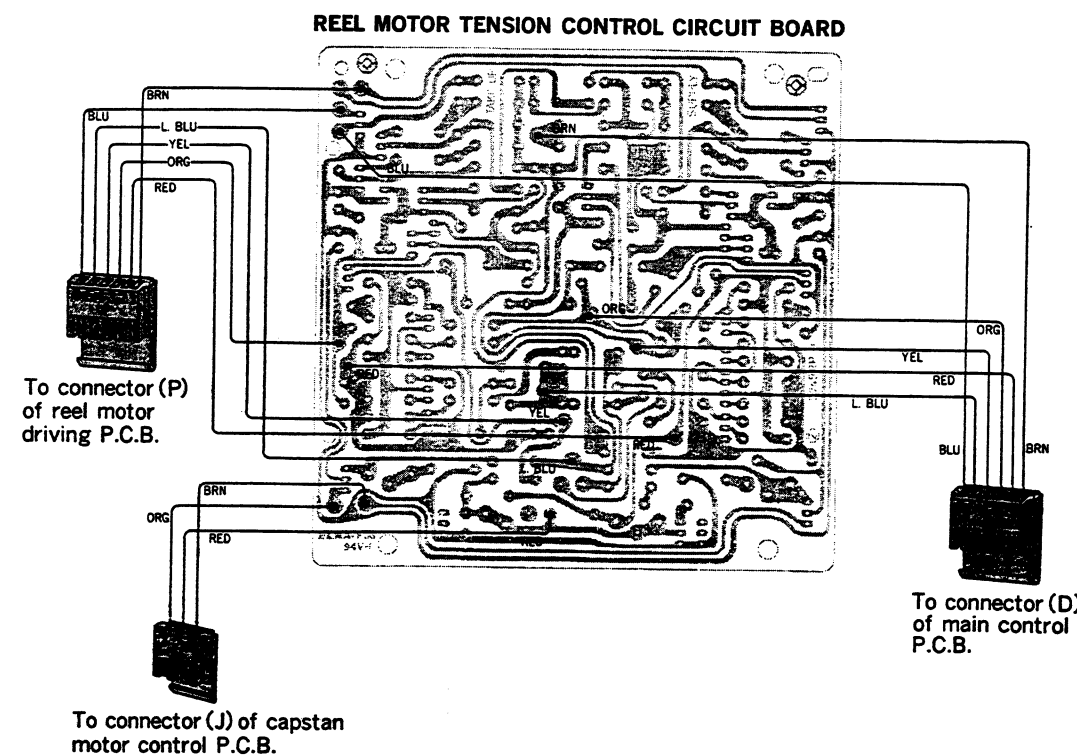 REEL MOTOR TENSION CONTROL CIRCUIT BOARD
BRN
BLU
L. BLU
YEL
ORG
RED
BRN
BLU
ORG
ORG
YEL
RED
RED
L. BLU
YEL
RED
L. BLU
BLU
BRN
To connector (P)
of reel motor
driving P.C.B.
BRN
ORG
RED
RED
94V-
To connector (D)
of main control
P.C.B.
To connector (J) of capstan
motor control P.C.B.